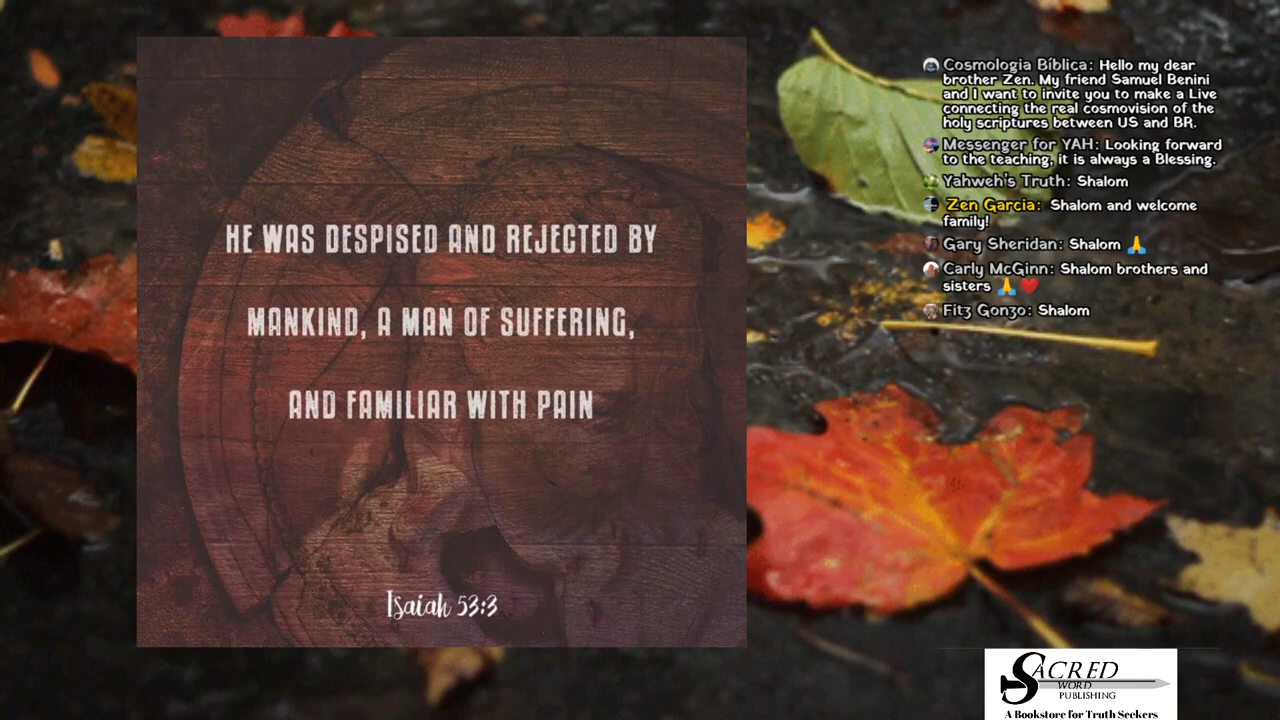 HE WAS DESPISED AND REJECTED BY
MANKIND, A MAN OF SUFFERING,
AND FAMILIAR WITH PAIN
Isaiah 53:3
Cosmologia Bíblica: Hello my dear
brother Zen. My friend Samuel Benini
and I want to invite you to make a Live
connecting the real cosmovision of the
holy scriptures between US and BR.
Messenger for YAH: Looking forward
to the teaching, it is always a Blessing.
Yahweh's Truth: Shalom
Zen Garcia: Shalom and welcome
family!
Gary Sheridan: Shalom 🙏
Carly McGinn: Shalom brothers and
sisters 🙏❤️
Fitz Gonzo: Shalom
SACRED
WORD
PUBLISHING
A Bookstore for Truth Seekers